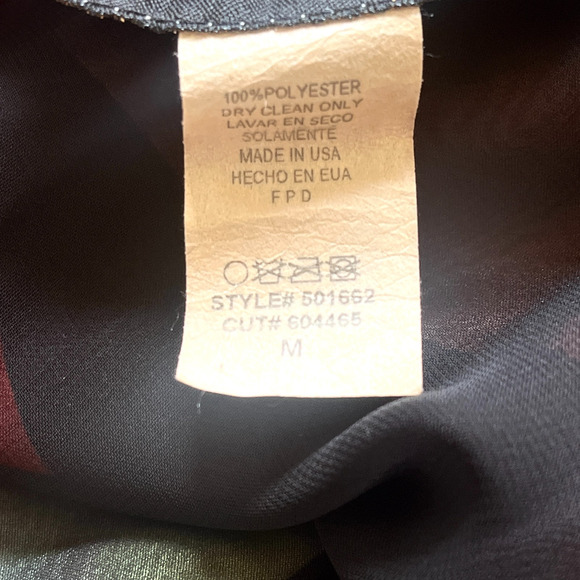 100%POLYESTER
DRY CLEAN ONLY
LAVAR EN SECO
SOLAMENTE
MADE IN USA
HECHO EN EUA
F P D
STYLE# 501662
CUT# 604465
M